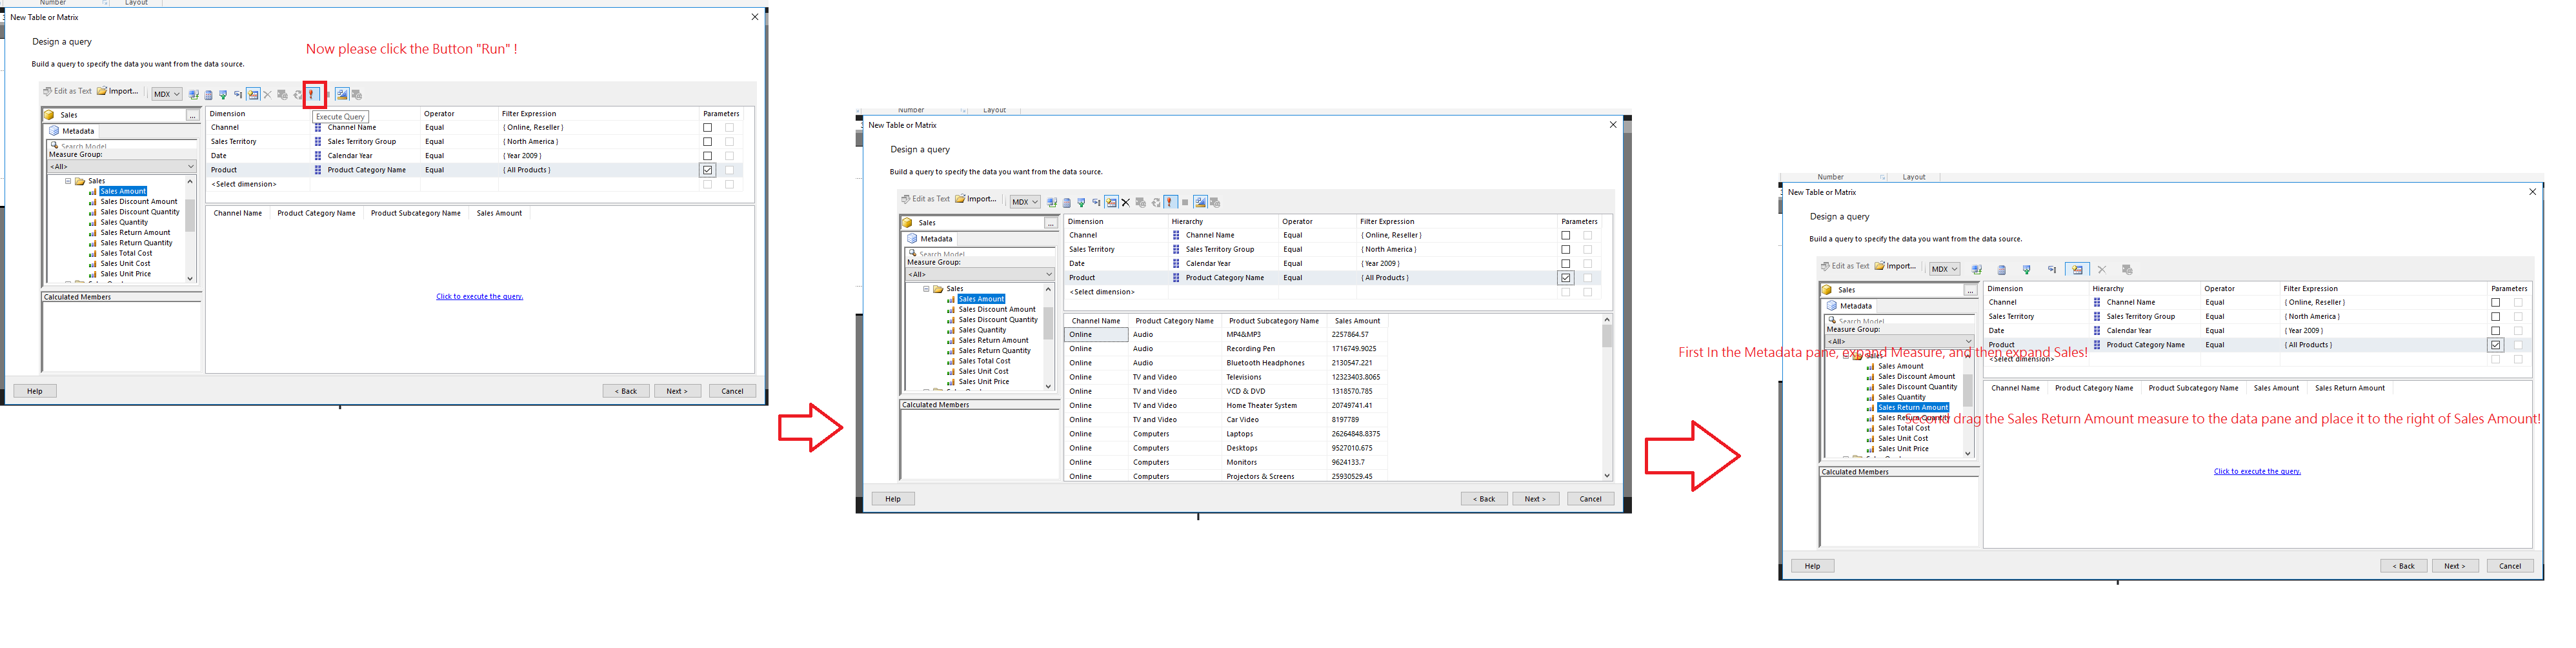 Number
Layout
New Table or Matrix
Design a query
Now please click the Button "Run" !
Build a query to specify the data you want from the data source.
Edit as Text
Import...
MDX
Sales
...
Metadata
Search Model
Measure Group:
<All>
Sales
Sales Amount
Sales Discount Amount
Sales Discount Quantity
Sales Quantity
Sales Return Amount
Sales Return Quantity
Sales Total Cost
Sales Unit Cost
Sales Unit Price
Calculated Members
Dimension
Execute Query
Operator
Filter Expression
Parameters
Channel
Channel Name
Equal
{ Online, Reseller }
Sales Territory
Sales Territory Group
Equal
{ North America }
Date
Calendar Year
Equal
{ Year 2009 }
Product
Product Category Name
Equal
{ All Products }
<Select dimension>
Channel Name
Product Category Name
Product Subcategory Name
Sales Amount
Click to execute the query.
Help
< Back
Next >
Cancel
Number
Layout
New Table or Matrix
Design a query
Build a query to specify the data you want from the data source.
Edit as Text
Import...
MDX
Sales
...
Metadata
Search Model
Measure Group:
<All>
Sales
Sales Amount
Sales Discount Amount
Sales Discount Quantity
Sales Quantity
Sales Return Amount
Sales Return Quantity
Sales Total Cost
Sales Unit Cost
Sales Unit Price
Calculated Members
Dimension
Hierarchy
Operator
Filter Expression
Parameters
Channel
Channel Name
Equal
{ Online, Reseller }
Sales Territory
Sales Territory Group
Equal
{ North America }
Date
Calendar Year
Equal
{ Year 2009 }
Product
Product Category Name
Equal
{ All Products }
<Select dimension>
Channel Name
Product Category Name
Product Subcategory Name
Sales Amount
Online
Audio
MP4&MP3
2257864.57
Online
Audio
Recording Pen
1716749.9025
Online
Audio
Bluetooth Headphones
2130547.221
Online
TV and Video
Televisions
12323403.8065
Online
TV and Video
VCD & DVD
1318570.785
Online
TV and Video
Home Theater System
20749741.41
Online
TV and Video
Car Video
8197789
Online
Computers
Laptops
26264848.8375
Online
Computers
Desktops
9527010.675
Online
Computers
Monitors
9624133.7
Online
Computers
Projectors & Screens
25930529.45
Help
< Back
Next >
Cancel
Number
Layout
New Table or Matrix
Design a query
Build a query to specify the data you want from the data source.
Edit as Text
Import...
MDX
Sales
...
Metadata
Search Model
Measure Group:
<All>
First In the Metadata pane, expand Measure, and then expand Sales!
Sales
Sales Amount
Sales Discount Amount
Sales Discount Quantity
Sales Quantity
Sales Return Amount
Sales Return Quantity
Second drag the Sales Return Amount measure to the data pane and place it to the right of Sales Amount!
Sales Total Cost
Sales Unit Cost
Sales Unit Price
Calculated Members
Dimension
Hierarchy
Operator
Filter Expression
Parameters
Channel
Channel Name
Equal
{ Online, Reseller }
Sales Territory
Sales Territory Group
Equal
{ North America }
Date
Calendar Year
Equal
{ Year 2009 }
Product
Product Category Name
Equal
{ All Products }
<Select dimension>
Channel Name
Product Category Name
Product Subcategory Name
Sales Amount
Sales Return Amount
Click to execute the query.
Help
< Back
Next >
Cancel